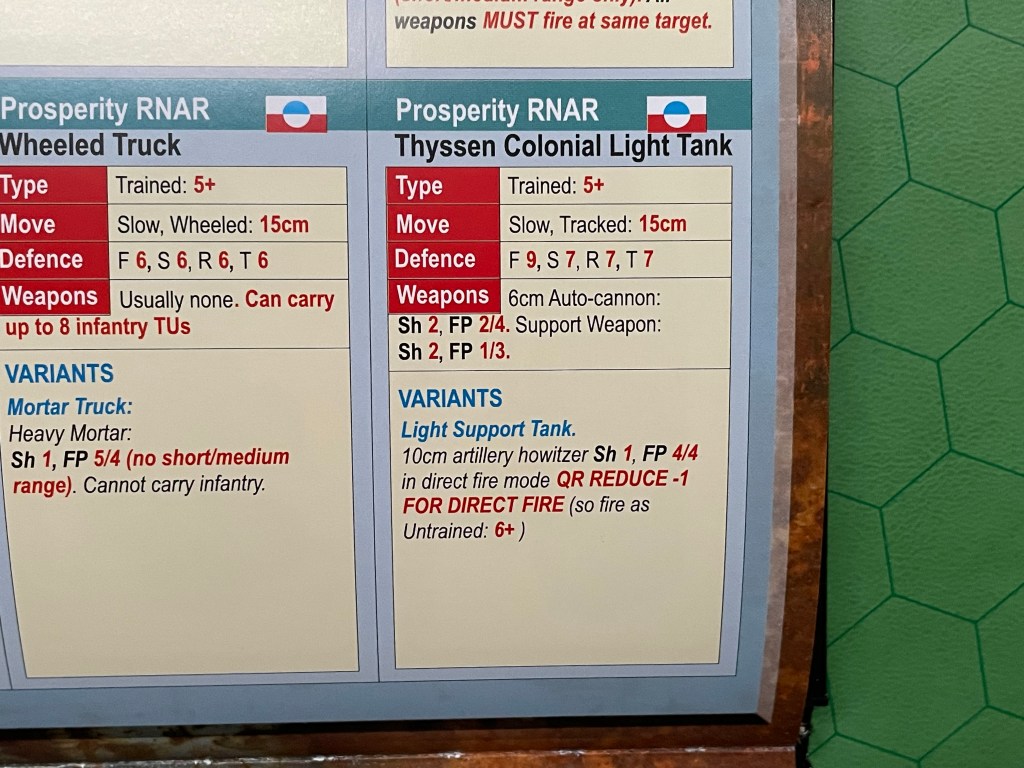 weapons MUST fire at same target.
Prosperity RNAR
Wheeled Truck
Type Trained: 5+
Move Slow, Wheeled: 15cm
Defence F 6, S 6, R 6, T 6
Weapons Usually none. Can carry
up to 8 infantry TUs
VARIANTS
Mortar Truck:
Heavy Mortar:
Sh 1, FP 5/4 (no short/medium
range). Cannot carry infantry.
Prosperity RNAR
Thyssen Colonial Light Tank
Type Trained: 5+
Move Slow, Tracked: 15cm
Defence F 9, S 7, R 7, T 7
Weapons 6cm Auto-cannon:
Sh 2, FP 2/4. Support Weapon:
Sh 2, FP 1/3.
VARIANTS
Light Support Tank.
10cm artillery howitzer Sh 1, FP 4/4
in direct fire mode QR REDUCE -1
FOR DIRECT FIRE (so fire as
Untrained: 6+ )